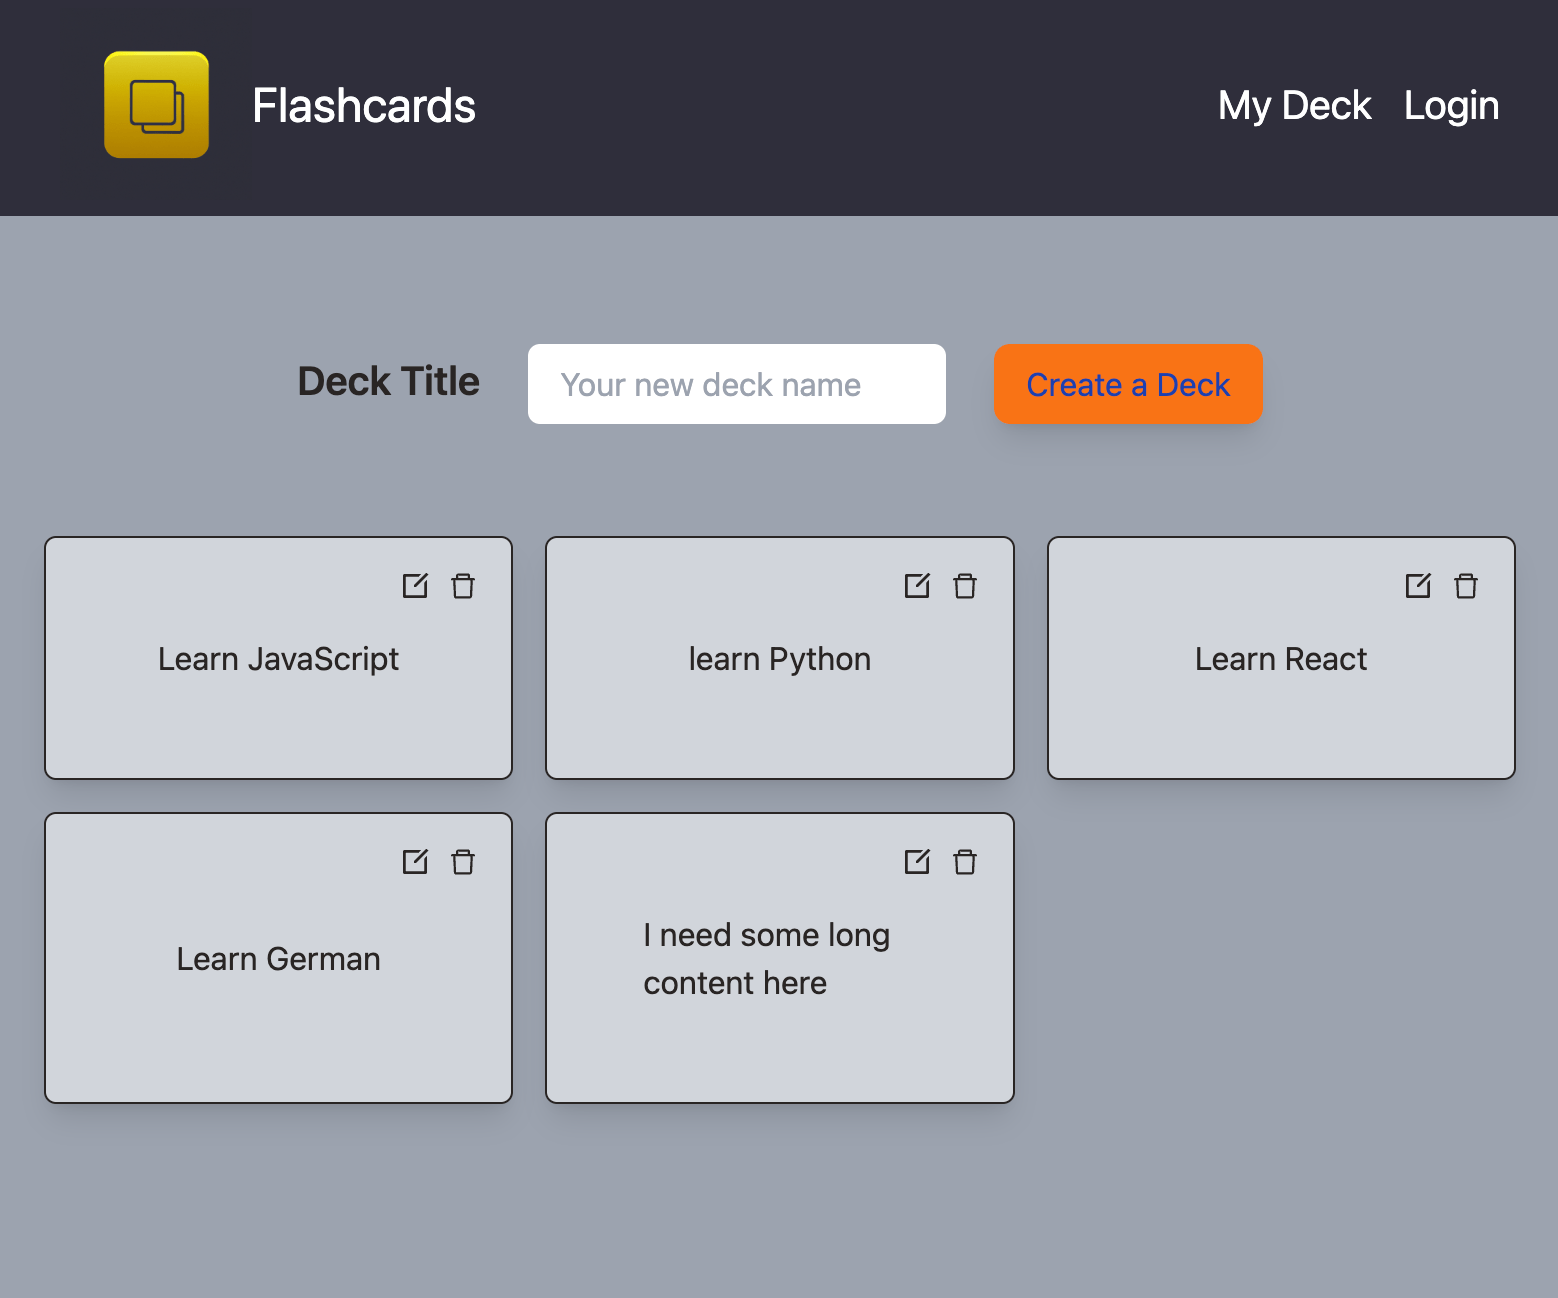 Flashcards
My Deck
Login
Deck Title
Your new deck name
Create a Deck
Learn JavaScript
learn Python
Learn React
Learn German
I need some long
content here